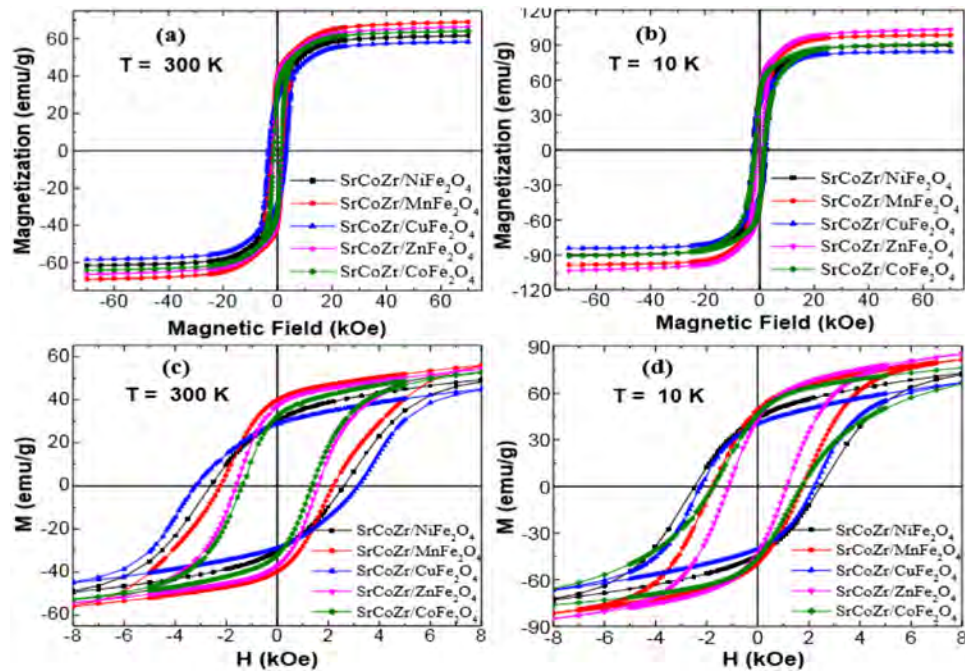 (a)
T = 300 K
Magnetization (emu/g)
60
40
20
0
-20
-40
-60
-60 -40 -20 0 20 40 60
Magnetic Field (kOe)
SrCoZr/NiFe₂O₄
SrCoZr/MnFe₂O₄
SrCoZr/CuFe₂O₄
SrCoZr/ZnFe₂O₄
SrCoZr/CoFe₂O₄
(b)
T = 10 K
Magnetization (emu/g)
120
90
60
30
0
-30
-60
-90
-120
-60 -40 -20 0 20 40 60
Magnetic Field (kOe)
SrCoZr/NiFe₂O₄
SrCoZr/MnFe₂O₄
SrCoZr/CuFe₂O₄
SrCoZr/ZnFe₂O₄
SrCoZr/CoFe₂O₄
(c)
T = 300 K
M (emu/g)
60
40
20
0
-20
-40
-60
-8 -6 -4 -2 0 2 4 6 8
H (kOe)
SrCoZr/NiFe₂O₄
SrCoZr/MnFe₂O₄
SrCoZr/CuFe₂O₄
SrCoZr/ZnFe₂O₄
SrCoZr/CoFe₂O₄
(d)
T = 10 K
M (emu/g)
90
60
30
0
-30
-60
-90
-8 -6 -4 -2 0 2 4 6 8
H (kOe)
SrCoZr/NiFe₂O₄
SrCoZr/MnFe₂O₄
SrCoZr/CuFe₂O₄
SrCoZr/ZnFe₂O₄
SrCoZr/CoFe₂O₄